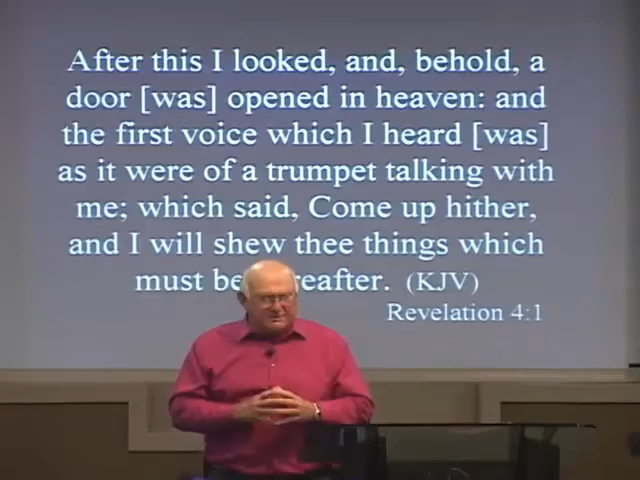 After this I looked, and, behold, a
door [was] opened in heaven: and
the first voice which I heard [was]
as it were of a trumpet talking with
me; which said, Come up hither,
and I will shew thee things which
must be reafter. (KJV)
Revelation 4:1